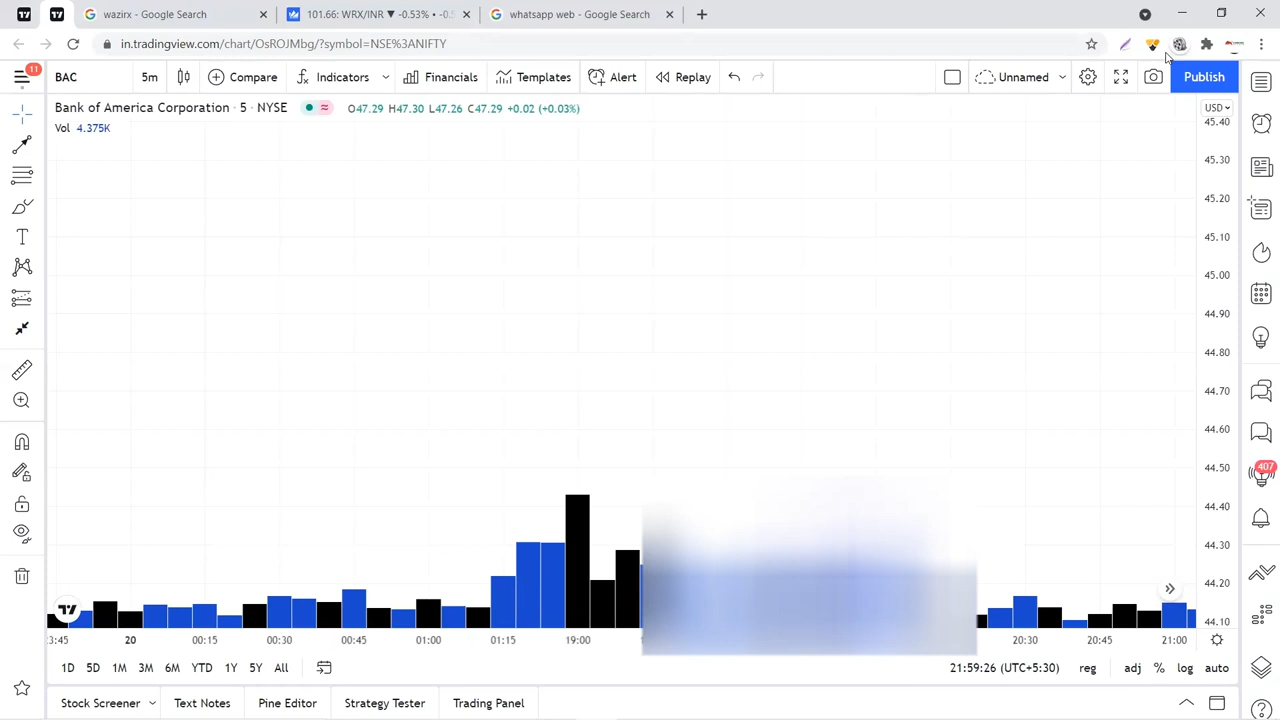 wazirx - Google Search
101.66: WRX/INR ▼ -0.53% • -0.5
whatsapp web - Google Search
in.tradingview.com/chart/OsROJMbg/?symbol=NSE%3ANIFTY
11
BAC
5m
Compare
Indicators
Financials
Templates
Alert
Replay
Unnamed
Publish
Bank of America Corporation · 5 · NYSE
O47.29 H47.30 L47.26 C47.29 +0.02 (+0.03%)
USD
Vol 4.375K
45.40
45.30
45.20
45.10
45.00
44.90
44.80
44.70
44.60
44.50
44.40
44.30
44.20
44.10
407
3:45
20
00:15
00:30
00:45
01:00
01:15
19:00
20:30
20:45
21:00
1D 5D 1M 3M 6M YTD 1Y 5Y All
21:59:26 (UTC+5:30)
reg
adj % log auto
Stock Screener
Text Notes
Pine Editor
Strategy Tester
Trading Panel